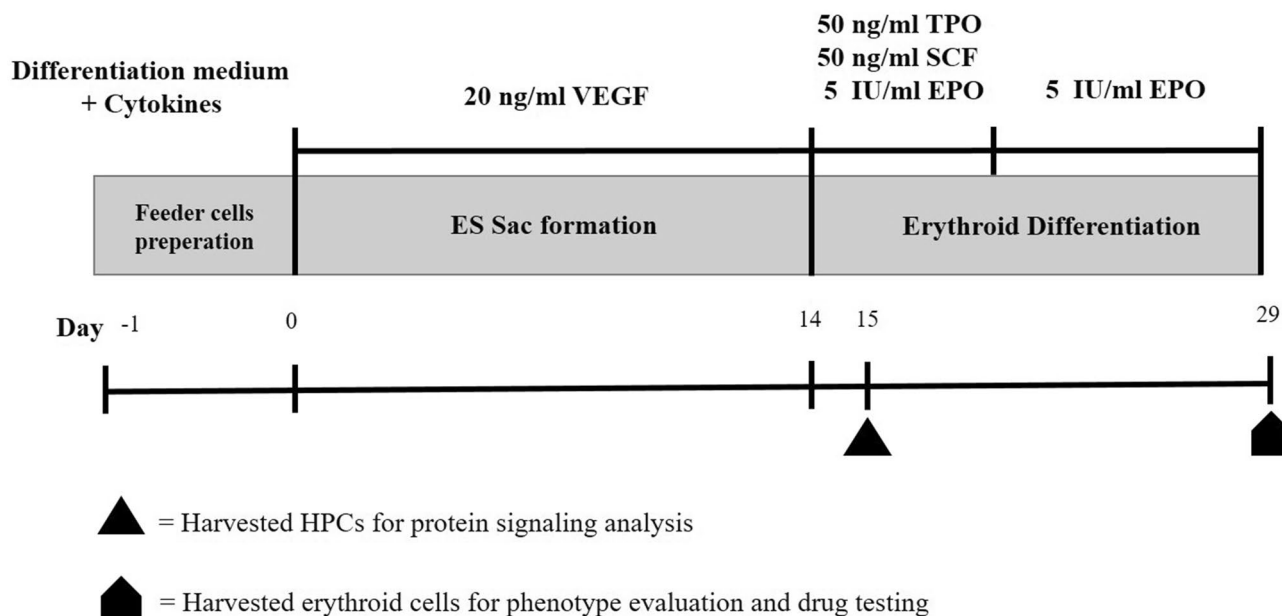 Differentiation medium
+ Cytokines
20 ng/ml VEGF
50 ng/ml TPO
50 ng/ml SCF
5 IU/ml EPO
5 IU/ml EPO
Feeder cells
preperation
ES Sac formation
Erythroid Differentiation
Day -1 0 14 15 29
= Harvested HPCs for protein signaling analysis
= Harvested erythroid cells for phenotype evaluation and drug testing